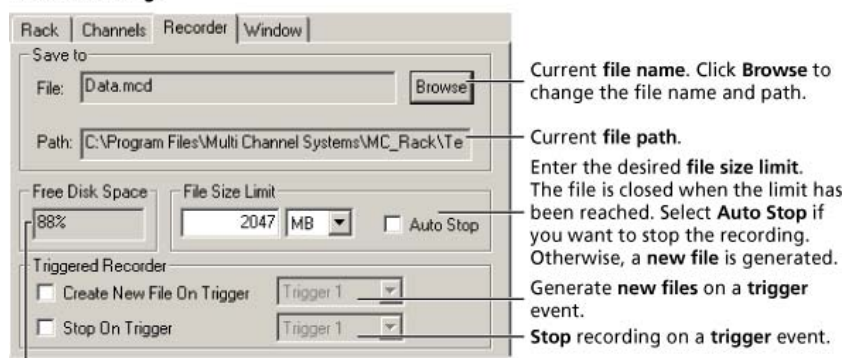 Rack Channels Recorder Window
Save to
File: Data.mcd Browse
Path: C:\Program Files\Multi Channel Systems\MC_Rack\Te
Free Disk Space File Size Limit
88% 2047 MB Auto Stop
Triggered Recorder
Create New File On Trigger Trigger 1
Stop On Trigger Trigger 1
Current file name. Click Browse to
change the file name and path.
Current file path.
Enter the desired file size limit.
The file is closed when the limit has
been reached. Select Auto Stop if
you want to stop the recording.
Otherwise, a new file is generated.
Generate new files on a trigger
event.
Stop recording on a trigger event.